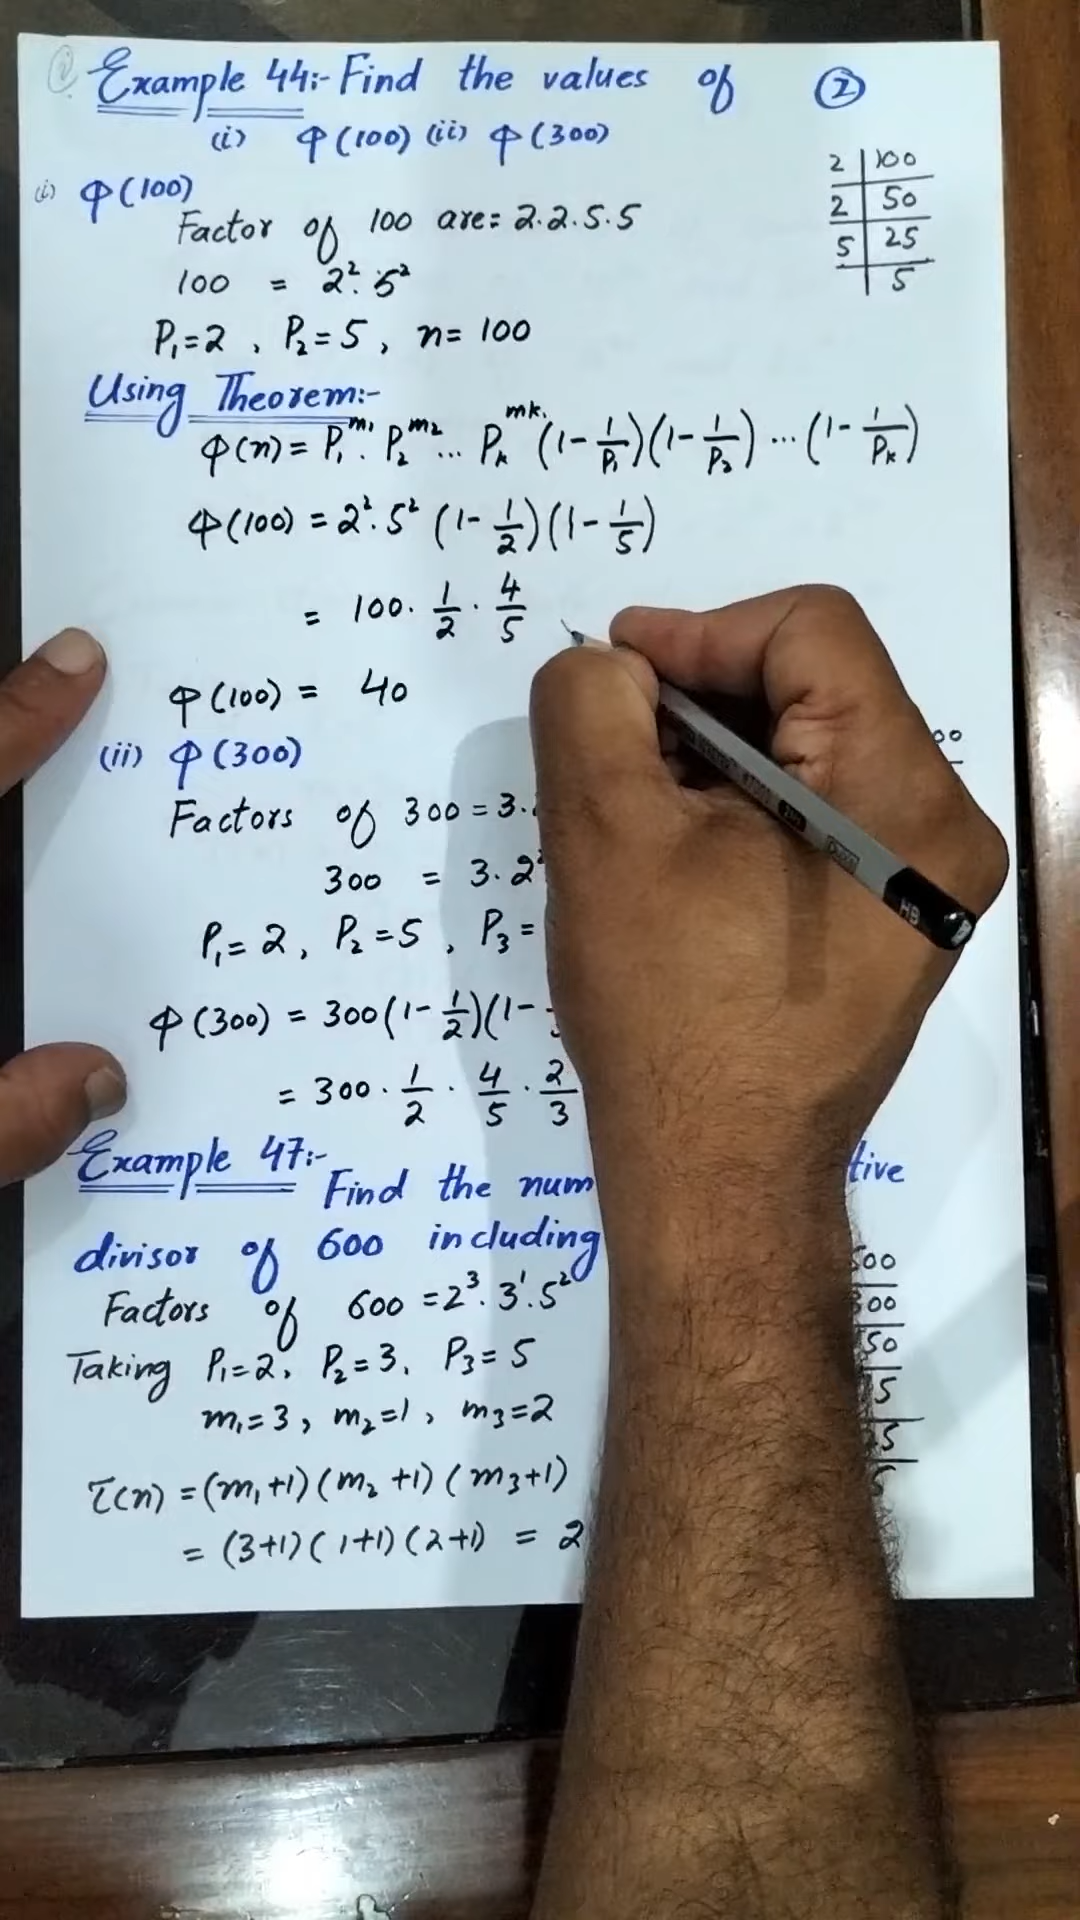 Example 44:- Find the values of ②
(i) φ(100) (ii) φ(300)
(i) φ(100)
2 | 100
2 | 50
5 | 25
5
Factor of 100 are: 2.2.5.5
100 = 2². 5²
P₁=2 , P₂=5 , n= 100
Using Theorem:-
φ(n) = P₁^m₁ . P₂^m₂ ... Pₖ^mk. (1-1/P₁)(1-1/P₂) ... (1-1/Pₖ)
φ(100) = 2². 5² (1-1/2)(1-1/5)
= 100. 1/2 . 4/5
φ(100) = 40
(ii) φ(300)
Factors of 300 = 3.
300 = 3.2²
P₁= 2, P₂=5 , P₃=
φ(300) = 300(1-1/2)(1-
= 300 . 1/2 . 4/5 . 2/3
Example 47:-
Find the num tive
divisor of 600 including
Factors of 600 = 2³. 3¹. 5²
Taking P₁=2, P₂=3, P₃= 5
m₁=3, m₂=1, m₃=2
τ(n) = (m₁+1)(m₂+1)(m₃+1)
= (3+1)(1+1)(2+1) = 2